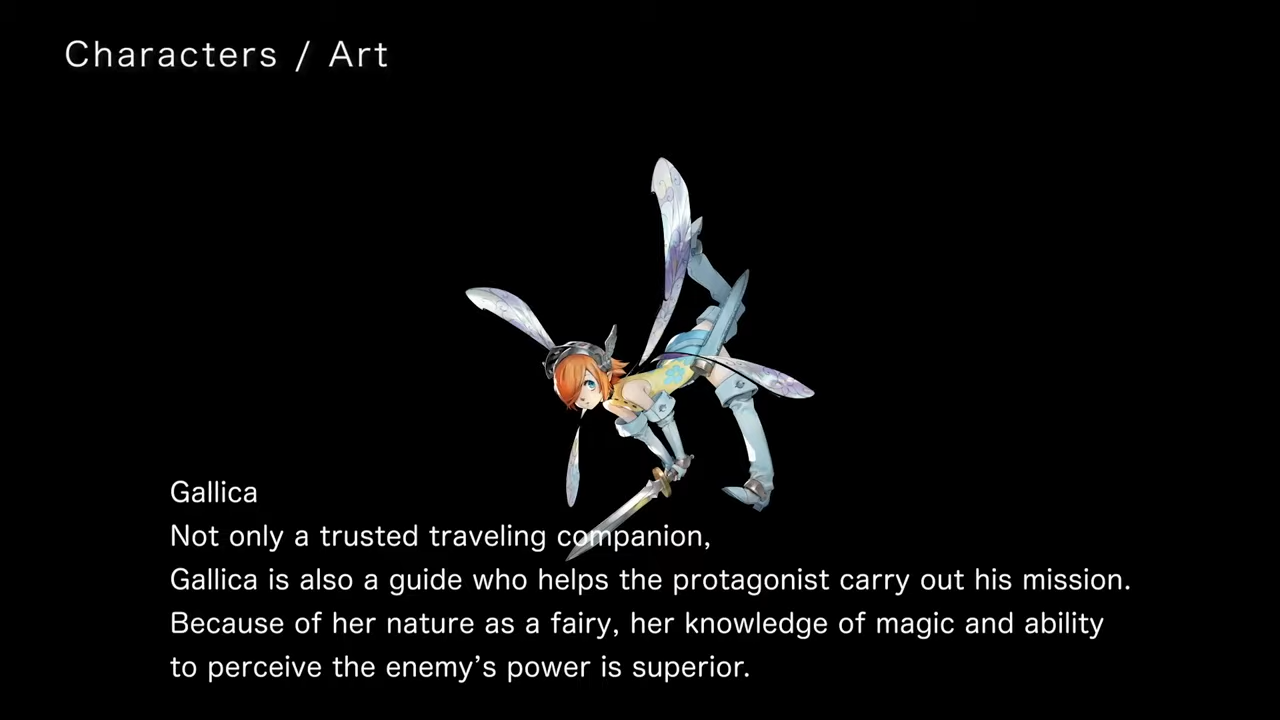 Characters / Art
Gallica
Not only a trusted traveling companion,
Gallica is also a guide who helps the protagonist carry out his mission.
Because of her nature as a fairy, her knowledge of magic and ability
to perceive the enemy’s power is superior.